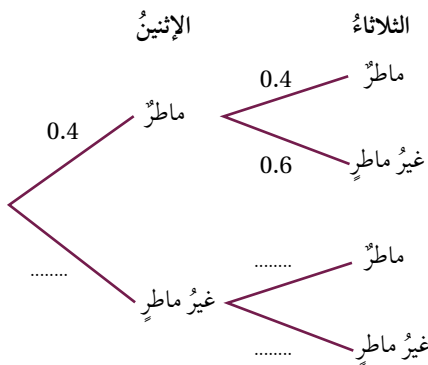 الإثنينُ الثلاثاءُ
0.4 ماطرٌ
0.4 ماطرٌ
0.6 غيرُ ماطرٍ
........ ماطرٌ
........ غيرُ ماطرٍ
........ غيرُ ماطرٍ